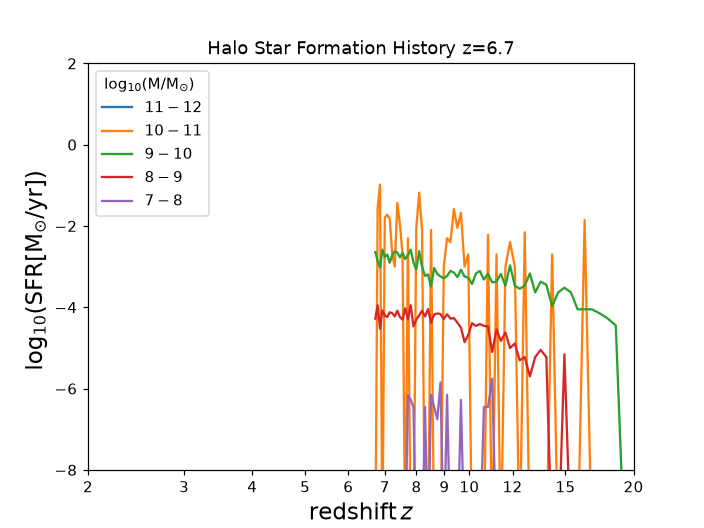 Halo Star Formation History z=6.7
log₁₀(M/M⊙)
11 − 12
10 − 11
9 − 10
8 − 9
7 − 8
log₁₀(SFR[M⊙/yr])
2
0
−2
−4
−6
−8
2 3 4 5 6 7 8 9 10 12 15 20
redshift z